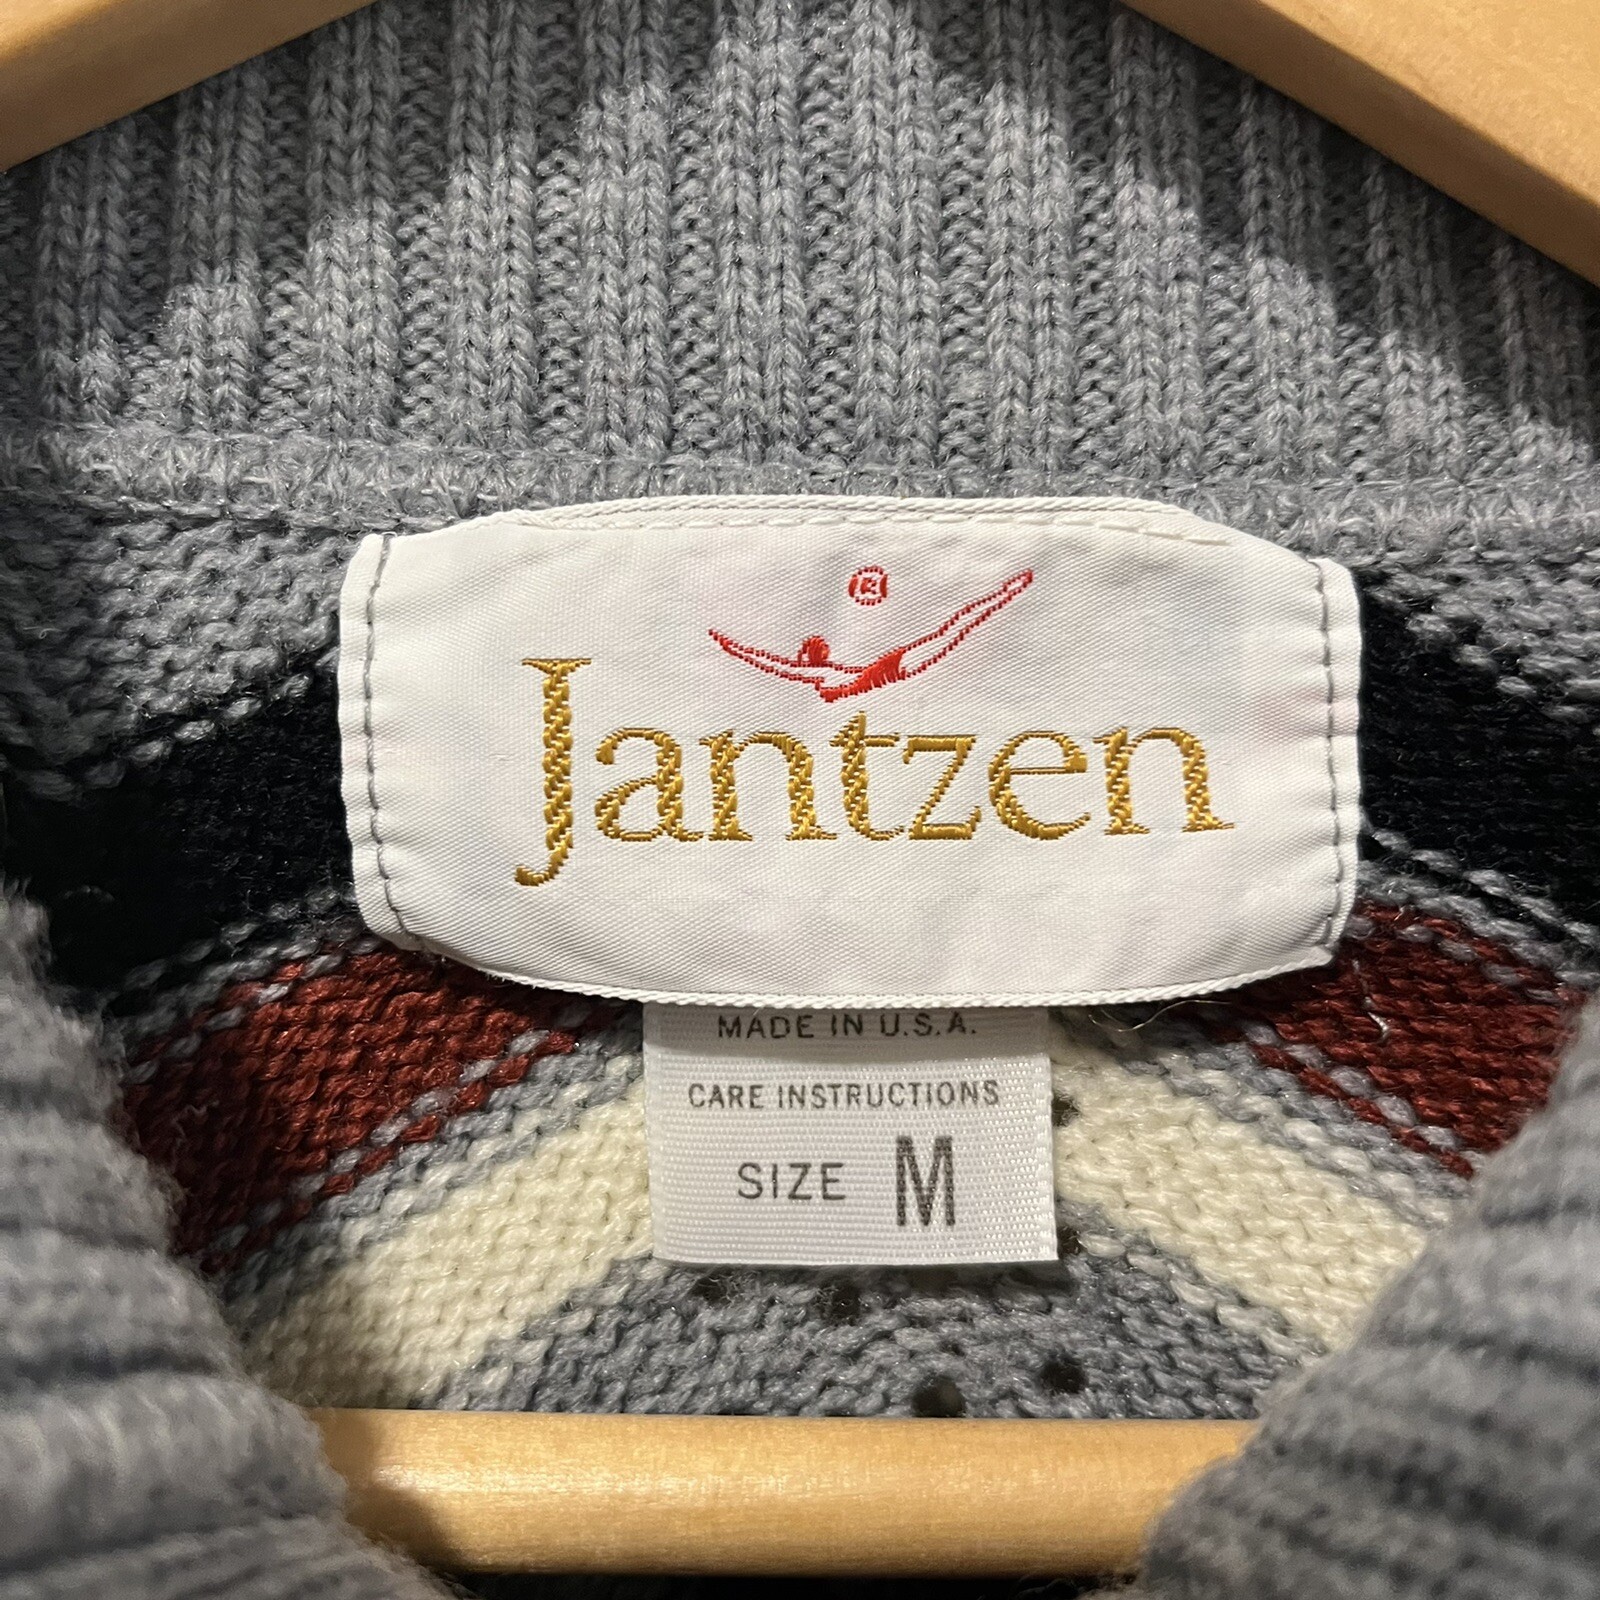 ®
Jantzen
MADE IN U.S.A.
CARE INSTRUCTIONS
SIZE M